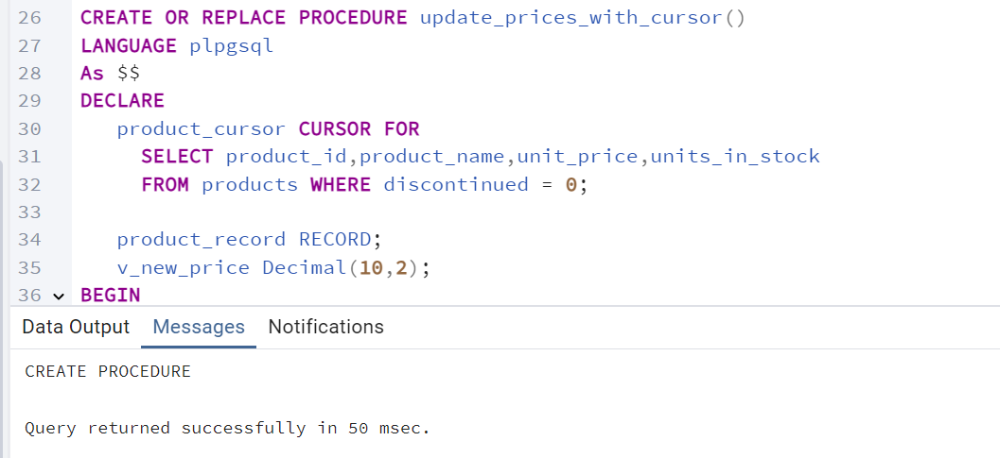 26 CREATE OR REPLACE PROCEDURE update_prices_with_cursor()
27 LANGUAGE plpgsql
28 As $$
29 DECLARE
30 product_cursor CURSOR FOR
31 SELECT product_id,product_name,unit_price,units_in_stock
32 FROM products WHERE discontinued = 0;
33
34 product_record RECORD;
35 v_new_price Decimal(10,2);
36 BEGIN
Data Output Messages Notifications
CREATE PROCEDURE
Query returned successfully in 50 msec.